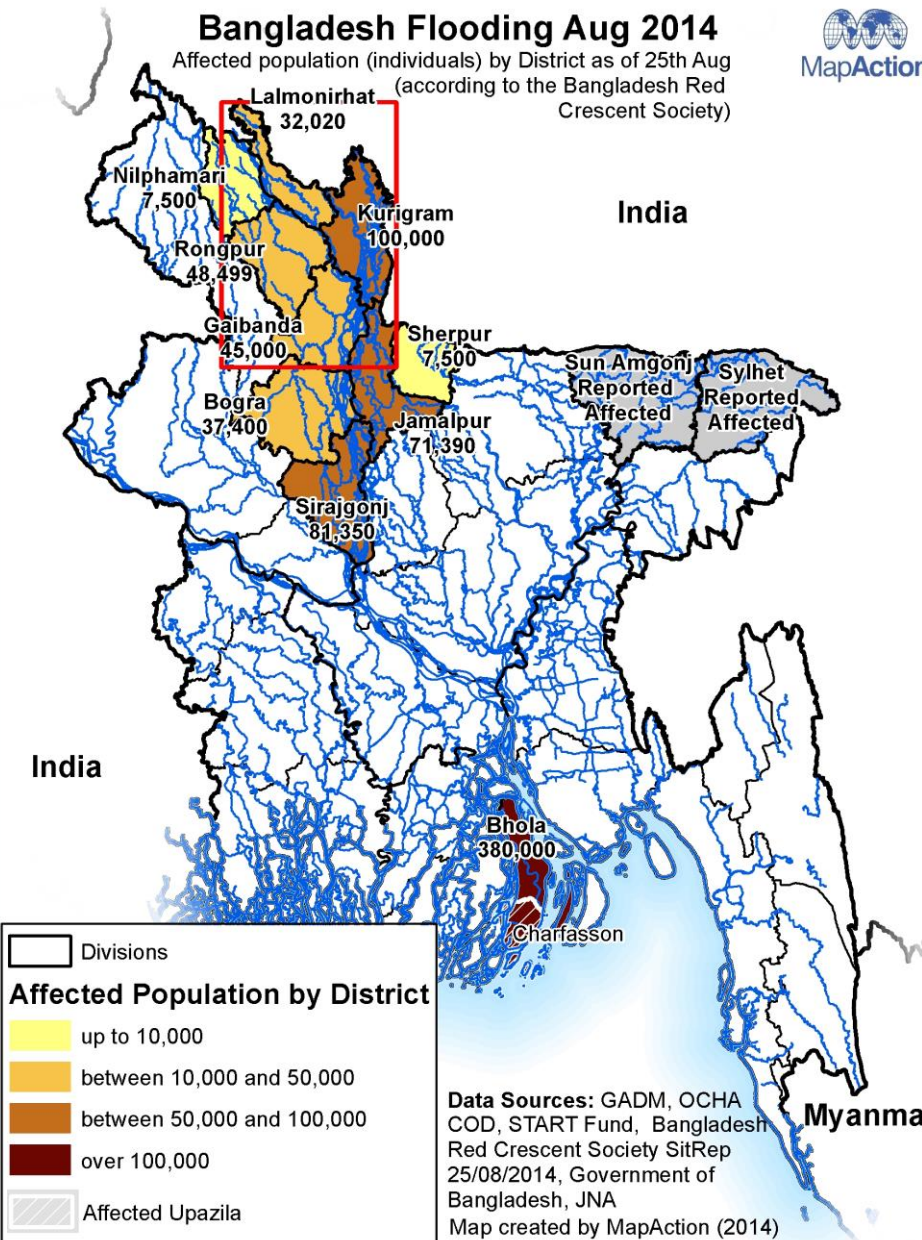 Bangladesh Flooding Aug 2014
Affected population (individuals) by District as of 25th Aug
(according to the Bangladesh Red
Crescent Society)
MapAction
Lalmonirhat
32,020
Nilphamari
7,500
Kurigram
100,000
India
Rongpur
48,499
Gaibanda
45,000
Sherpur
7,500
Sun Amgonj
Reported
Affected
Sylhet
Reported
Affected
Bogra
37,400
Jamalpur
71,390
Sirajgonj
81,350
India
Bhola
380,000
Charfasson
Divisions
Affected Population by District
up to 10,000
between 10,000 and 50,000
between 50,000 and 100,000
over 100,000
Affected Upazila
Data Sources: GADM, OCHA
COD, START Fund, Bangladesh
Red Crescent Society SitRep
25/08/2014, Government of
Bangladesh, JNA
Map created by MapAction (2014)
Myanma